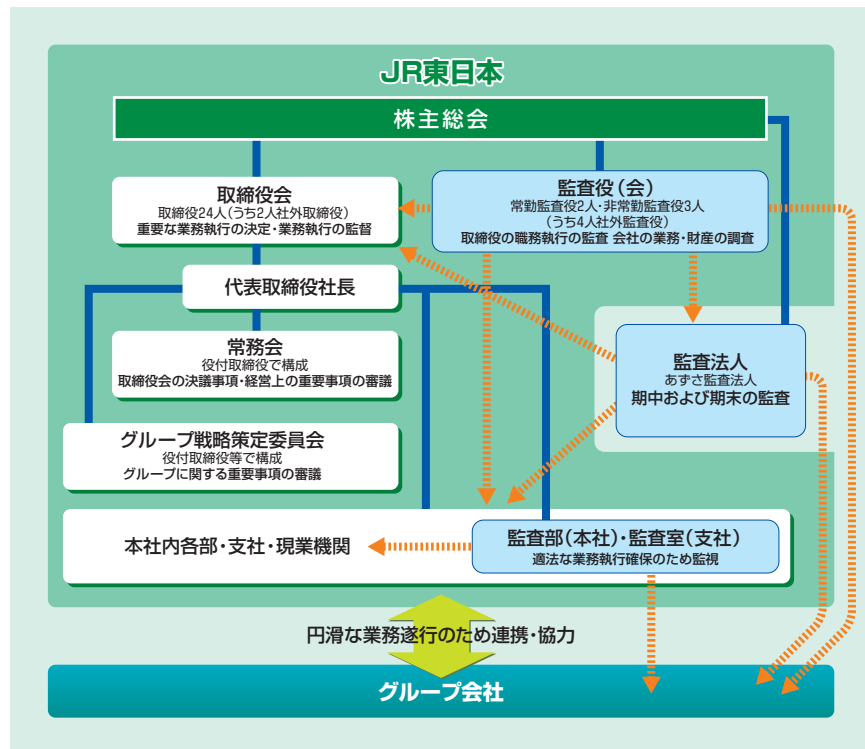 JR東日本
株主総会
取締役会
取締役24人(うち2人社外取締役)
重要な業務執行の決定・業務執行の監督
監査役(会)
常勤監査役2人・非常勤監査役3人
(うち4人社外監査役)
取締役の職務執行の監査 会社の業務・財産の調査
代表取締役社長
常務会
役付取締役で構成
取締役会の決議事項・経営上の重要事項の審議
監査法人
あずさ監査法人
期中および期末の監査
グループ戦略策定委員会
役付取締役等で構成
グループに関する重要事項の審議
本社内各部・支社・現業機関
監査部(本社)・監査室(支社)
適法な業務執行確保のため監視
円滑な業務遂行のため連携・協力
グループ会社